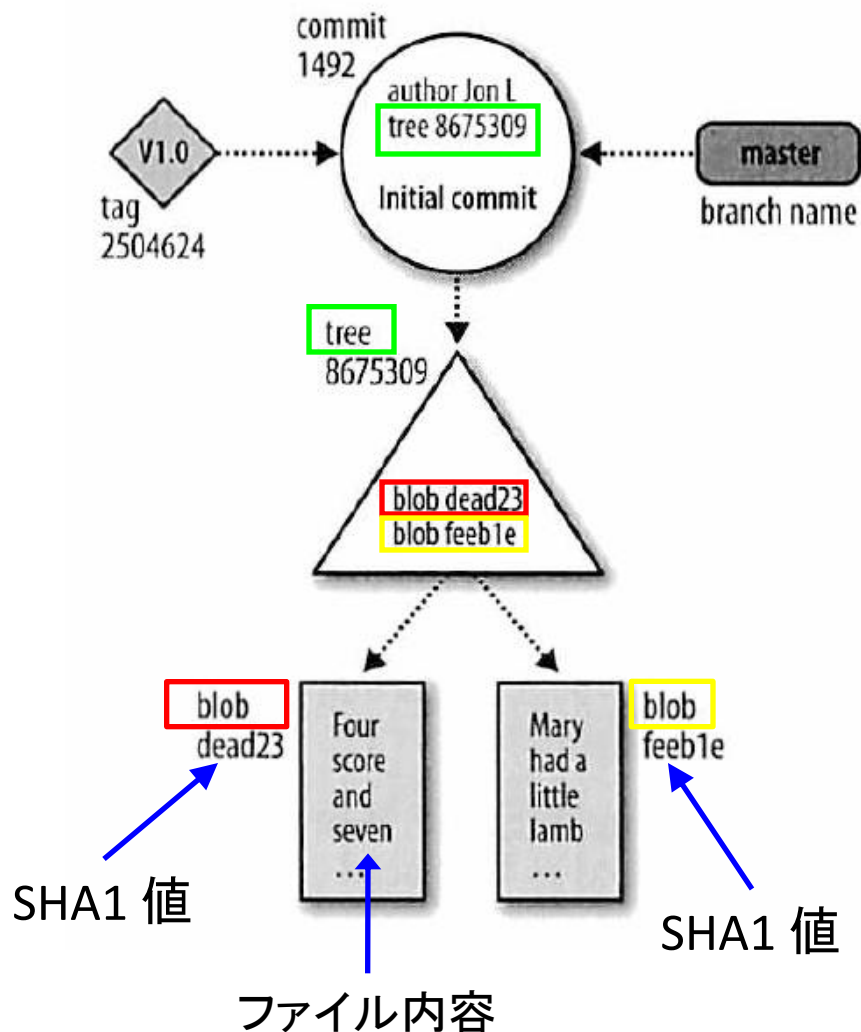 commit
1492
author Jon L
tree 8675309
Initial commit
V1.0
tag
2504624
master
branch name
tree
8675309
blob dead23
blob feeb1e
blob
dead23
Four
score
and
seven
...
Mary
had a
little
lamb
...
blob
feeb1e
SHA1 値
SHA1 値
ファイル内容